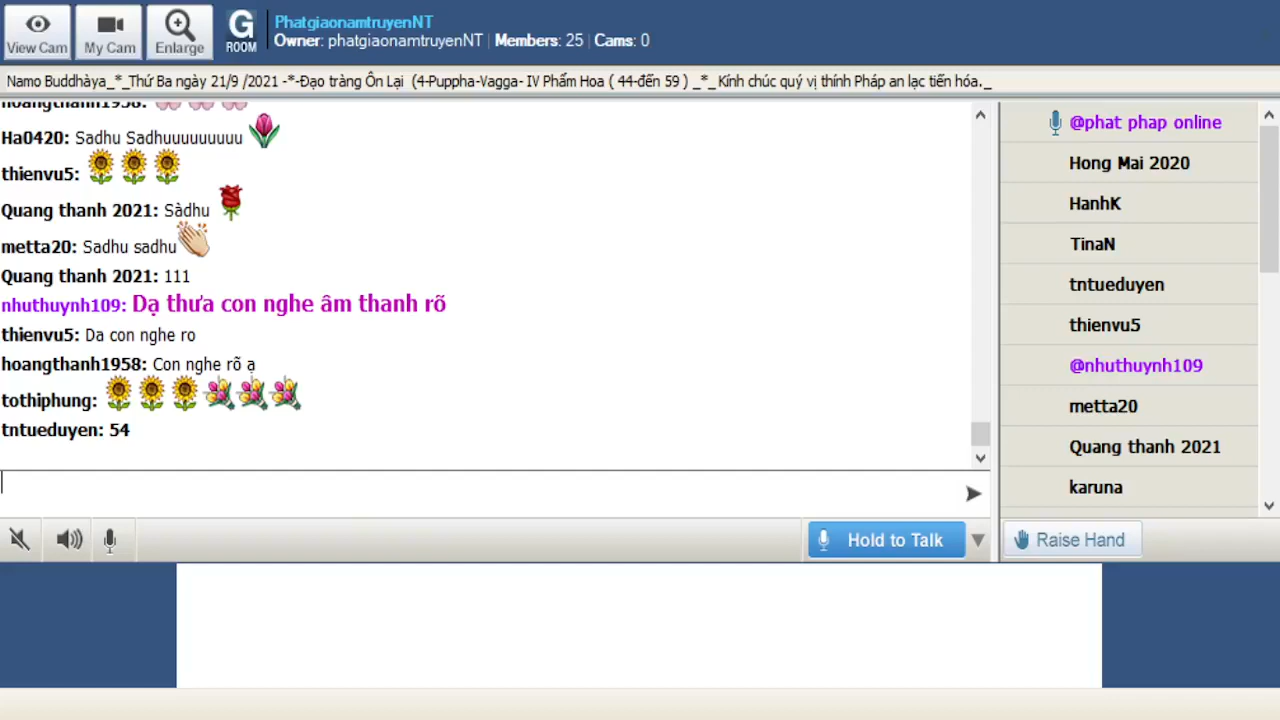 View Cam
My Cam
Enlarge
G
ROOM
PhatgiaonamtruyenNT
Owner: phatgiaonamtruyenNT | Members: 25 | Cams: 0
Namo Buddhàya_*_Thứ Ba ngày 21/9 /2021 -*-Đạo tràng Ôn Lại (4-Puppha-Vagga- IV Phẩm Hoa ( 44-đến 59 ) _*_Kính chúc quý vị thính Pháp an lạc tiến hóa._
hoangthanh1958:
Ha0420: Sadhu Sadhuuuuuuuuu
thienvu5:
Quang thanh 2021: Sàdhu
metta20: Sadhu sadhu
Quang thanh 2021: 111
nhuthuynh109: Dạ thưa con nghe âm thanh rõ
thienvu5: Da con nghe ro
hoangthanh1958: Con nghe rõ ạ
tothiphung:
tntueduyen: 54
@phat phap online
Hong Mai 2020
HanhK
TinaN
tntueduyen
thienvu5
@nhuthuynh109
metta20
Quang thanh 2021
karuna
Hold to Talk
Raise Hand